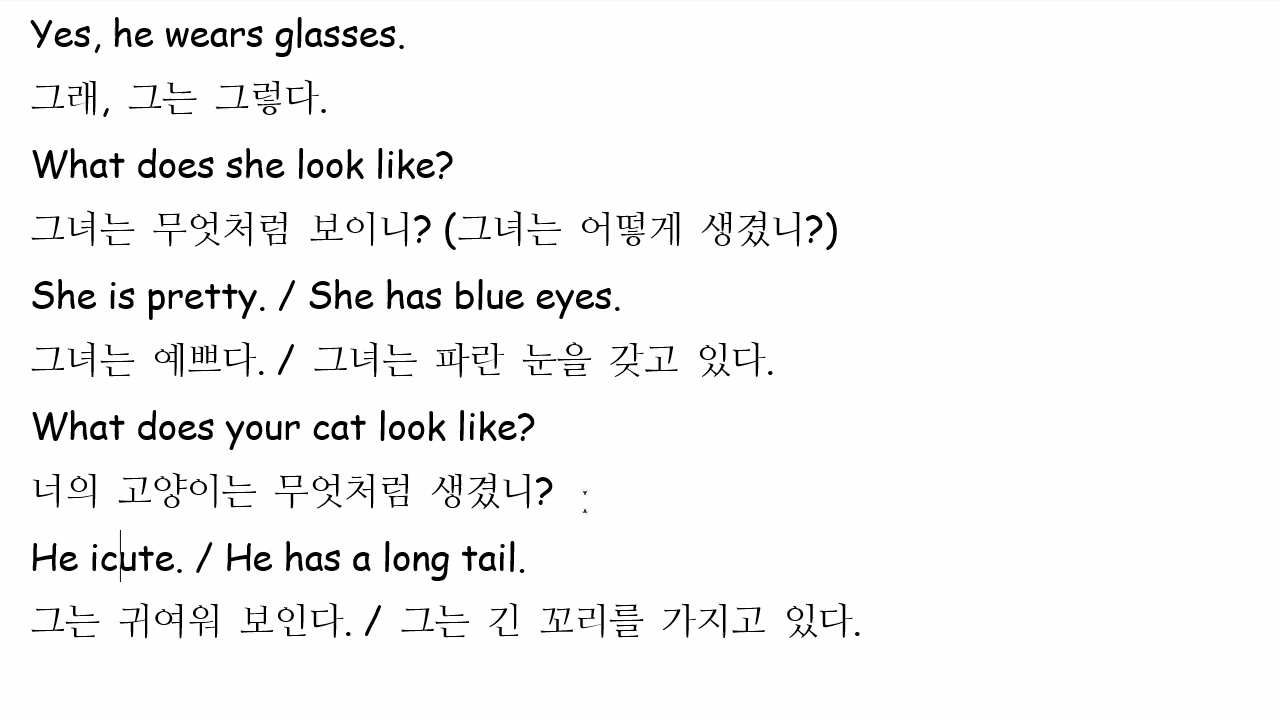 Yes, he wears glasses.
그래, 그는 그렇다.
What does she look like?
그녀는 무엇처럼 보이니? (그녀는 어떻게 생겼니?)
She is pretty. / She has blue eyes.
그녀는 예쁘다. / 그녀는 파란 눈을 갖고 있다.
What does your cat look like?
너의 고양이는 무엇처럼 생겼니?
He icute. / He has a long tail.
그는 귀여워 보인다. / 그는 긴 꼬리를 가지고 있다.